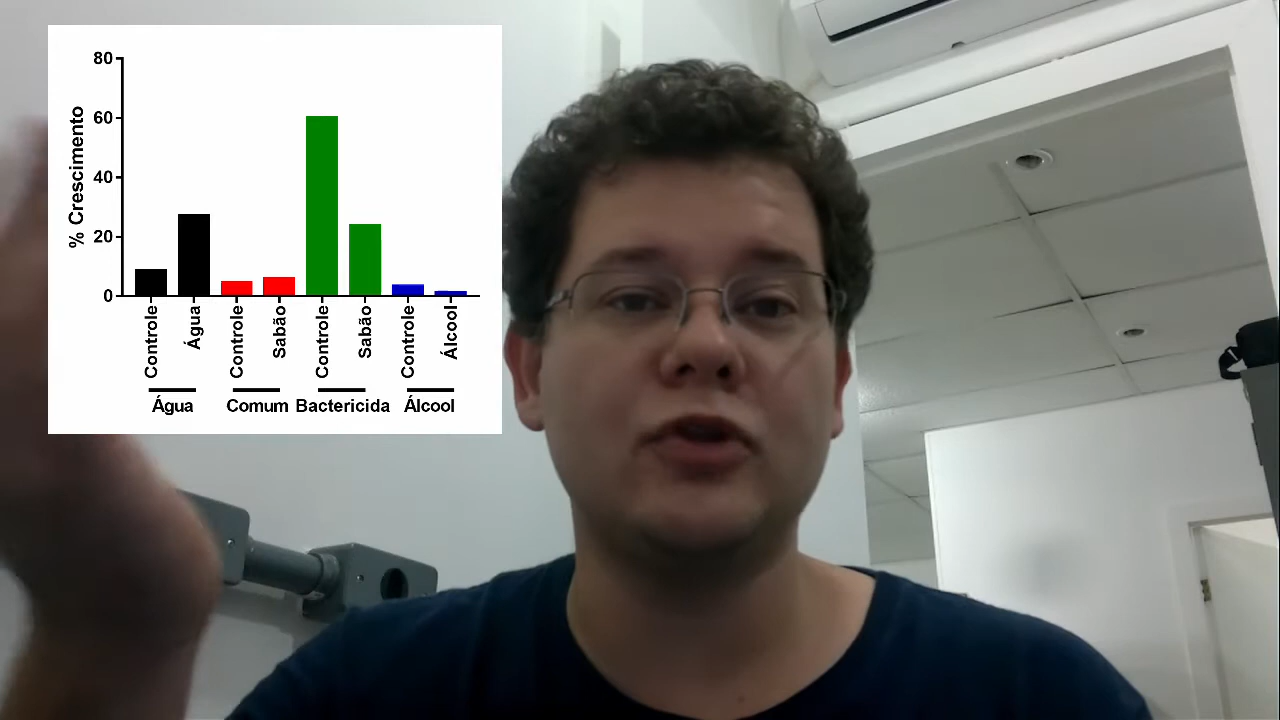 80
60
40
20
0
% Crescimento
Controle
Água
Controle
Sabão
Controle
Sabão
Controle
Álcool
Água Comum Bactericida Álcool